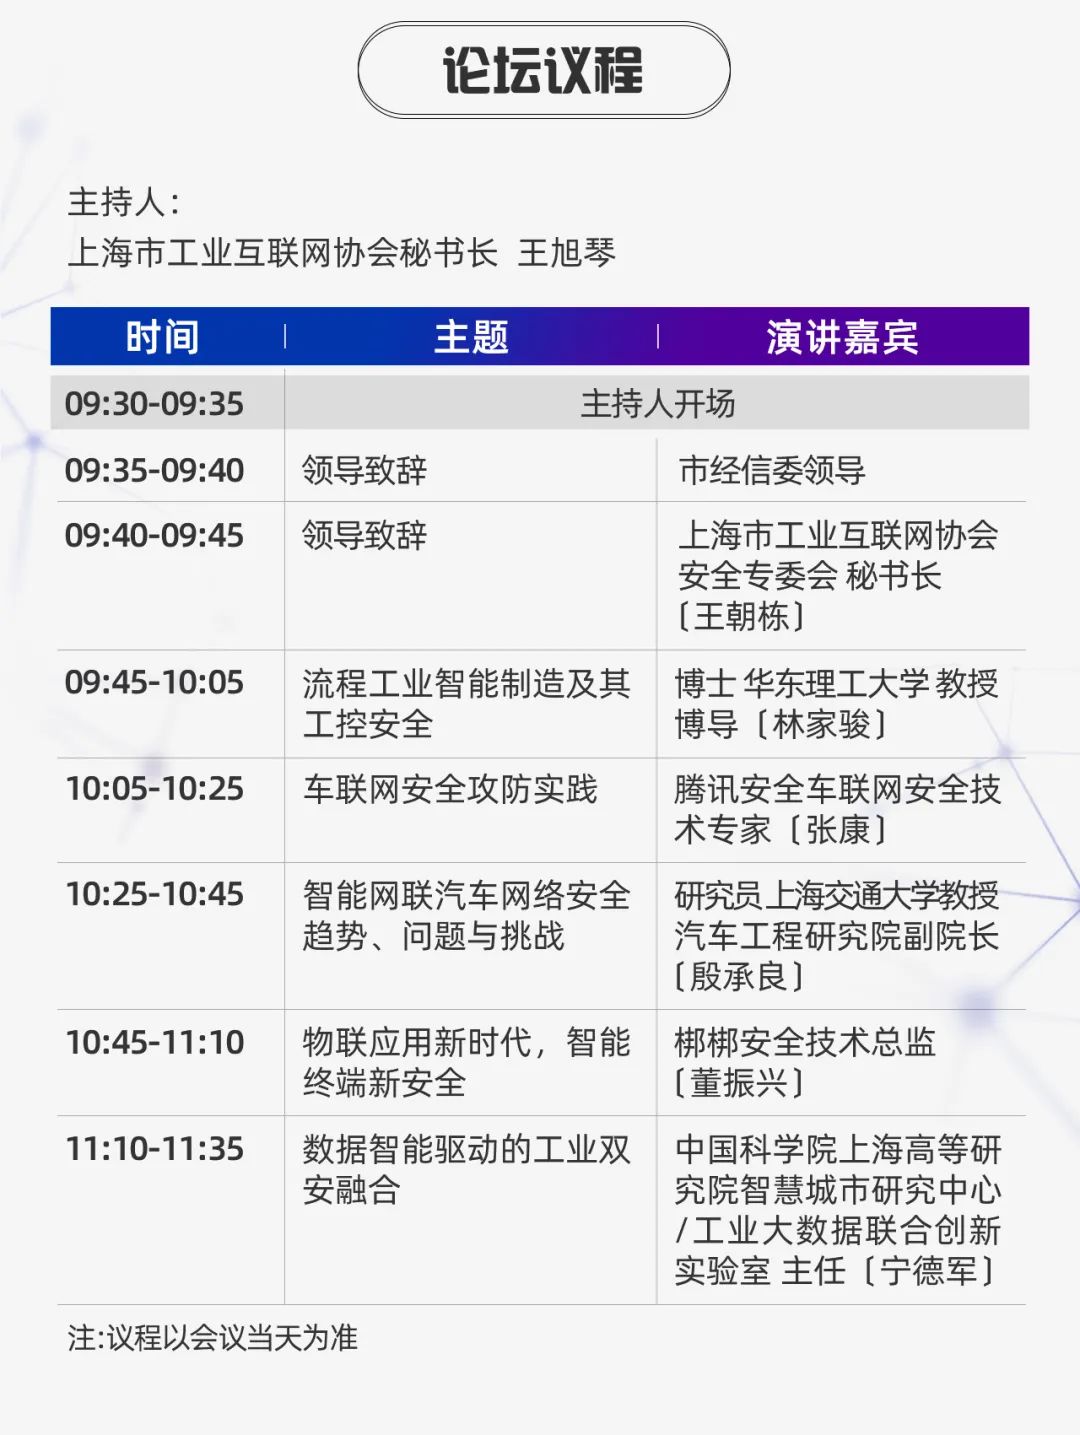 论坛议程
主持人：
上海市工业互联网协会秘书长 王旭琴
时间 主题 演讲嘉宾
09:30-09:35 主持人开场
09:35-09:40 领导致辞 市经信委领导
09:40-09:45 领导致辞 上海市工业互联网协会
安全专委会 秘书长
〔王朝栋〕
09:45-10:05 流程工业智能制造及其 博士 华东理工大学 教授
工控安全 博导〔林家骏〕
10:05-10:25 车联网安全攻防实践 腾讯安全车联网安全技
术专家〔张康〕
10:25-10:45 智能网联汽车网络安全 研究员 上海交通大学教授
趋势、问题与挑战 汽车工程研究院副院长
〔殷承良〕
10:45-11:10 物联应用新时代，智能 梆梆安全技术总监
终端新安全 〔董振兴〕
11:10-11:35 数据智能驱动的工业双 中国科学院上海高等研
安融合 究院智慧城市研究中心
/工业大数据联合创新
实验室 主任〔宁德军〕
注:议程以会议当天为准